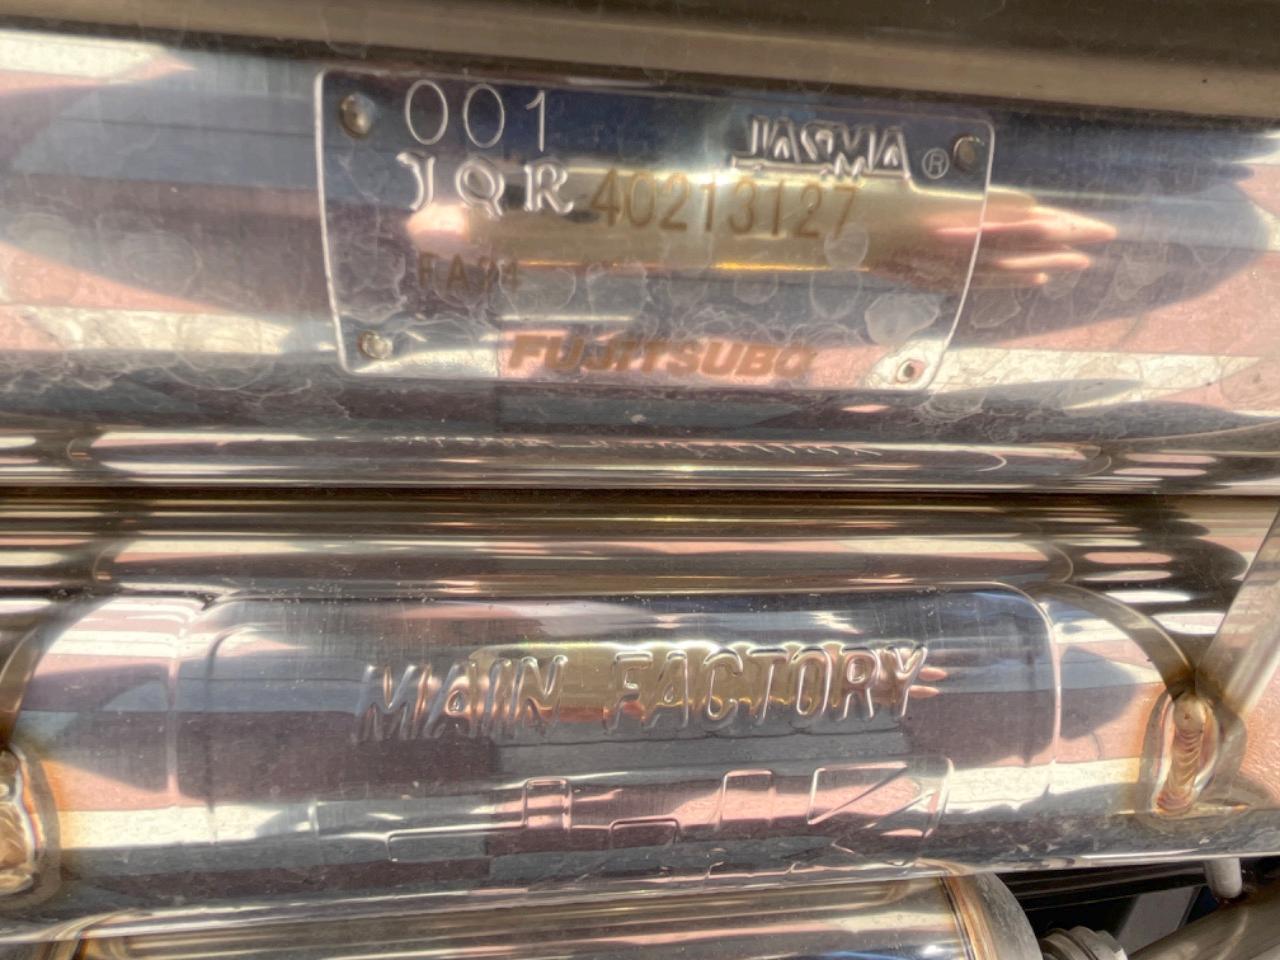 001 JASMA®
JQR 40213127
FA24
FUJITSUBO
MAIN FACTORY